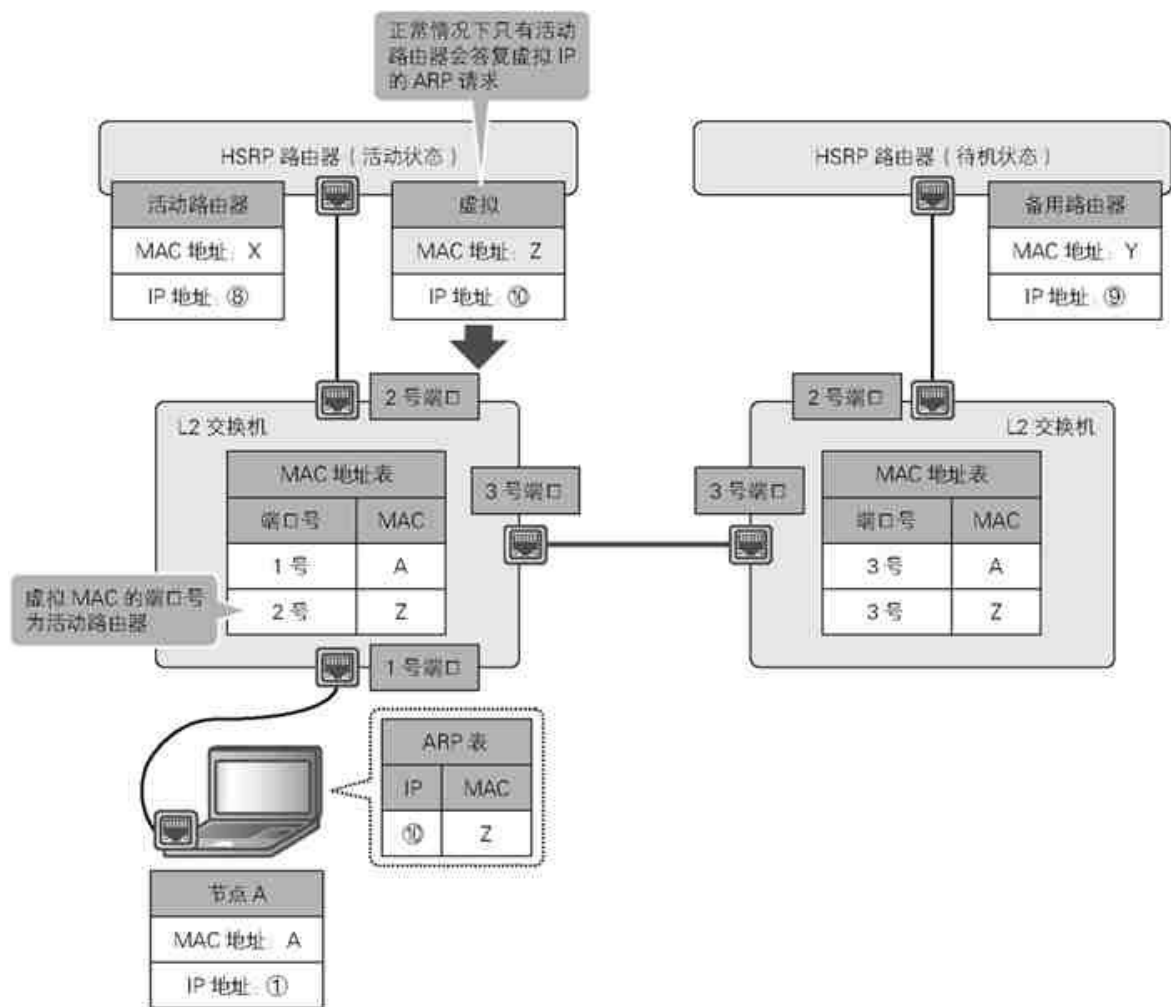 正常情况下只有活动
路由器会答复虚拟 IP
的 ARP 请求
HSRP 路由器（活动状态）
HSRP 路由器（待机状态）
活动路由器
MAC 地址：X
IP 地址：⑧
虚拟
MAC 地址：Z
IP 地址：⑩
备用路由器
MAC 地址：Y
IP 地址：⑨
2 号端口
L2 交换机
MAC 地址表
端口号 MAC
1 号 A
2 号 Z
3 号端口
虚拟 MAC 的端口号
为活动路由器
1 号端口
2 号端口
L2 交换机
3 号端口
MAC 地址表
端口号 MAC
3 号 A
3 号 Z
ARP 表
IP MAC
⑩ Z
节点 A
MAC 地址：A
IP 地址：①